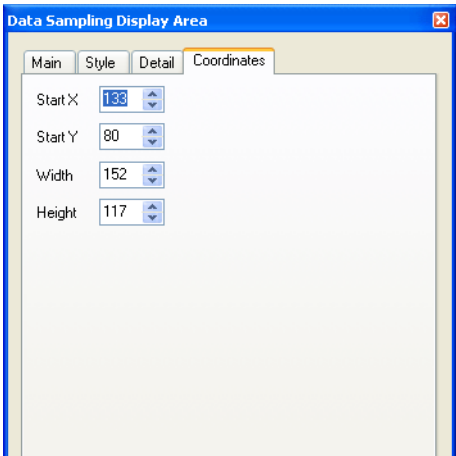 Data Sampling Display Area
Main Style Detail Coordinates
Start X 133
Start Y 80
Width 152
Height 117